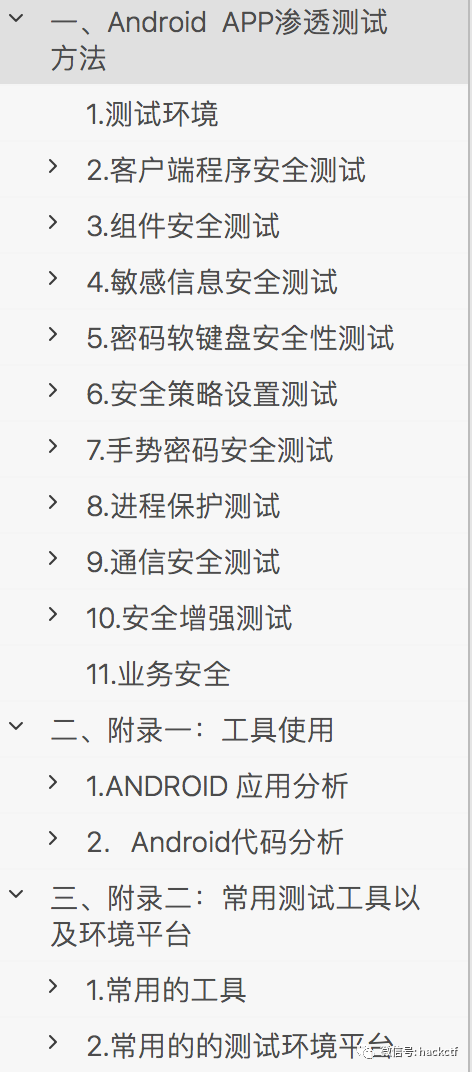 一、Android APP渗透测试
方法
1.测试环境
2.客户端程序安全测试
3.组件安全测试
4.敏感信息安全测试
5.密码软键盘安全性测试
6.安全策略设置测试
7.手势密码安全测试
8.进程保护测试
9.通信安全测试
10.安全增强测试
11.业务安全
二、附录一：工具使用
1.ANDROID 应用分析
2. Android代码分析
三、附录二：常用测试工具以
及环境平台
1.常用的工具
2.常用的的测试环境平台
微信号: hackctf